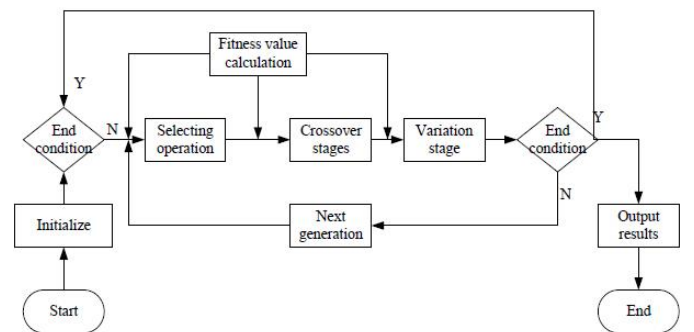 Fitness value
calculation
Y
End
condition
N
Selecting
operation
Crossover
stages
Variation
stage
End
condition
Y
N
Initialize
Next
generation
Output
results
Start
End